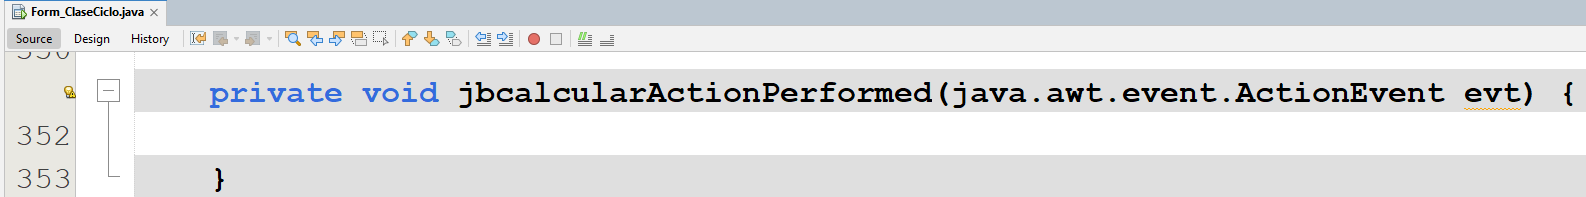 Form_ClaseCiclo.java
Source Design History
private void jbcalcularActionPerformed(java.awt.event.ActionEvent evt) {
352
353 }